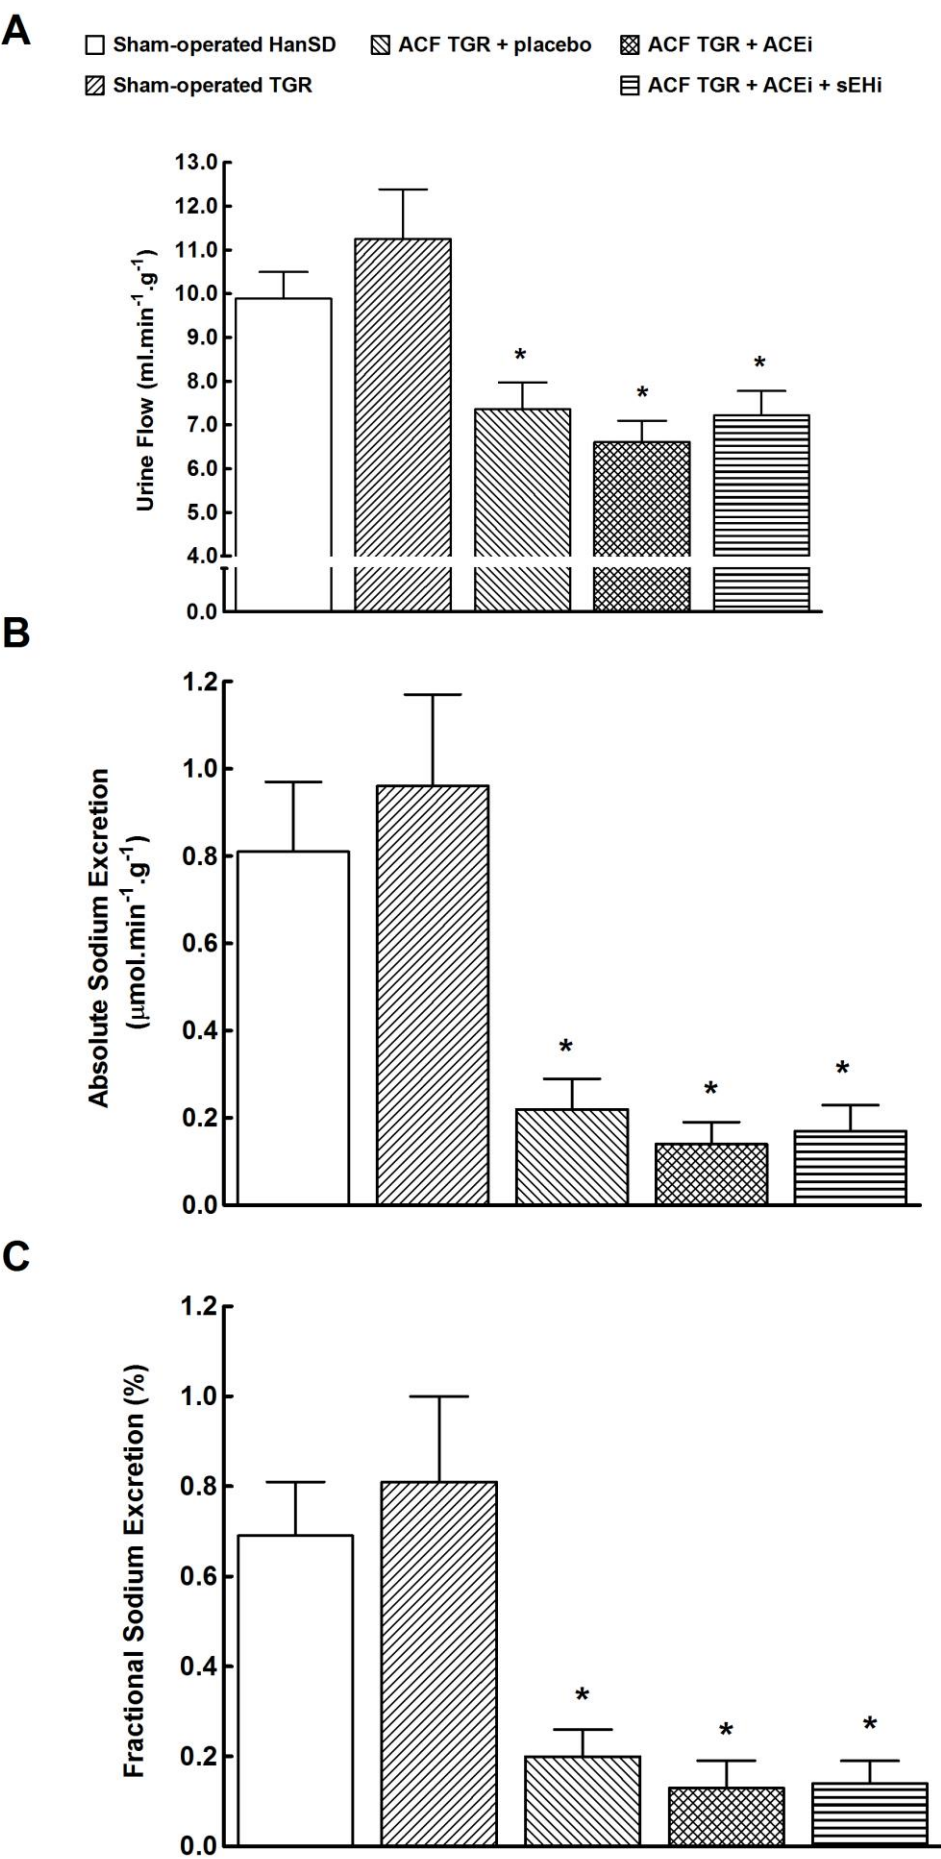 A
Sham-operated HanSD
ACF TGR + placebo
ACF TGR + ACEi
Sham-operated TGR
ACF TGR + ACEi + sEHi
Urine Flow (ml.min⁻¹.g⁻¹)
13.0
12.0
11.0
10.0
9.0
8.0
7.0
6.0
5.0
4.0
0.0
*
*
*
B
Absolute Sodium Excretion
(µmol.min⁻¹.g⁻¹)
1.2
1.0
0.8
0.6
0.4
0.2
0.0
*
*
*
C
Fractional Sodium Excretion (%)
1.2
1.0
0.8
0.6
0.4
0.2
0.0
*
*
*